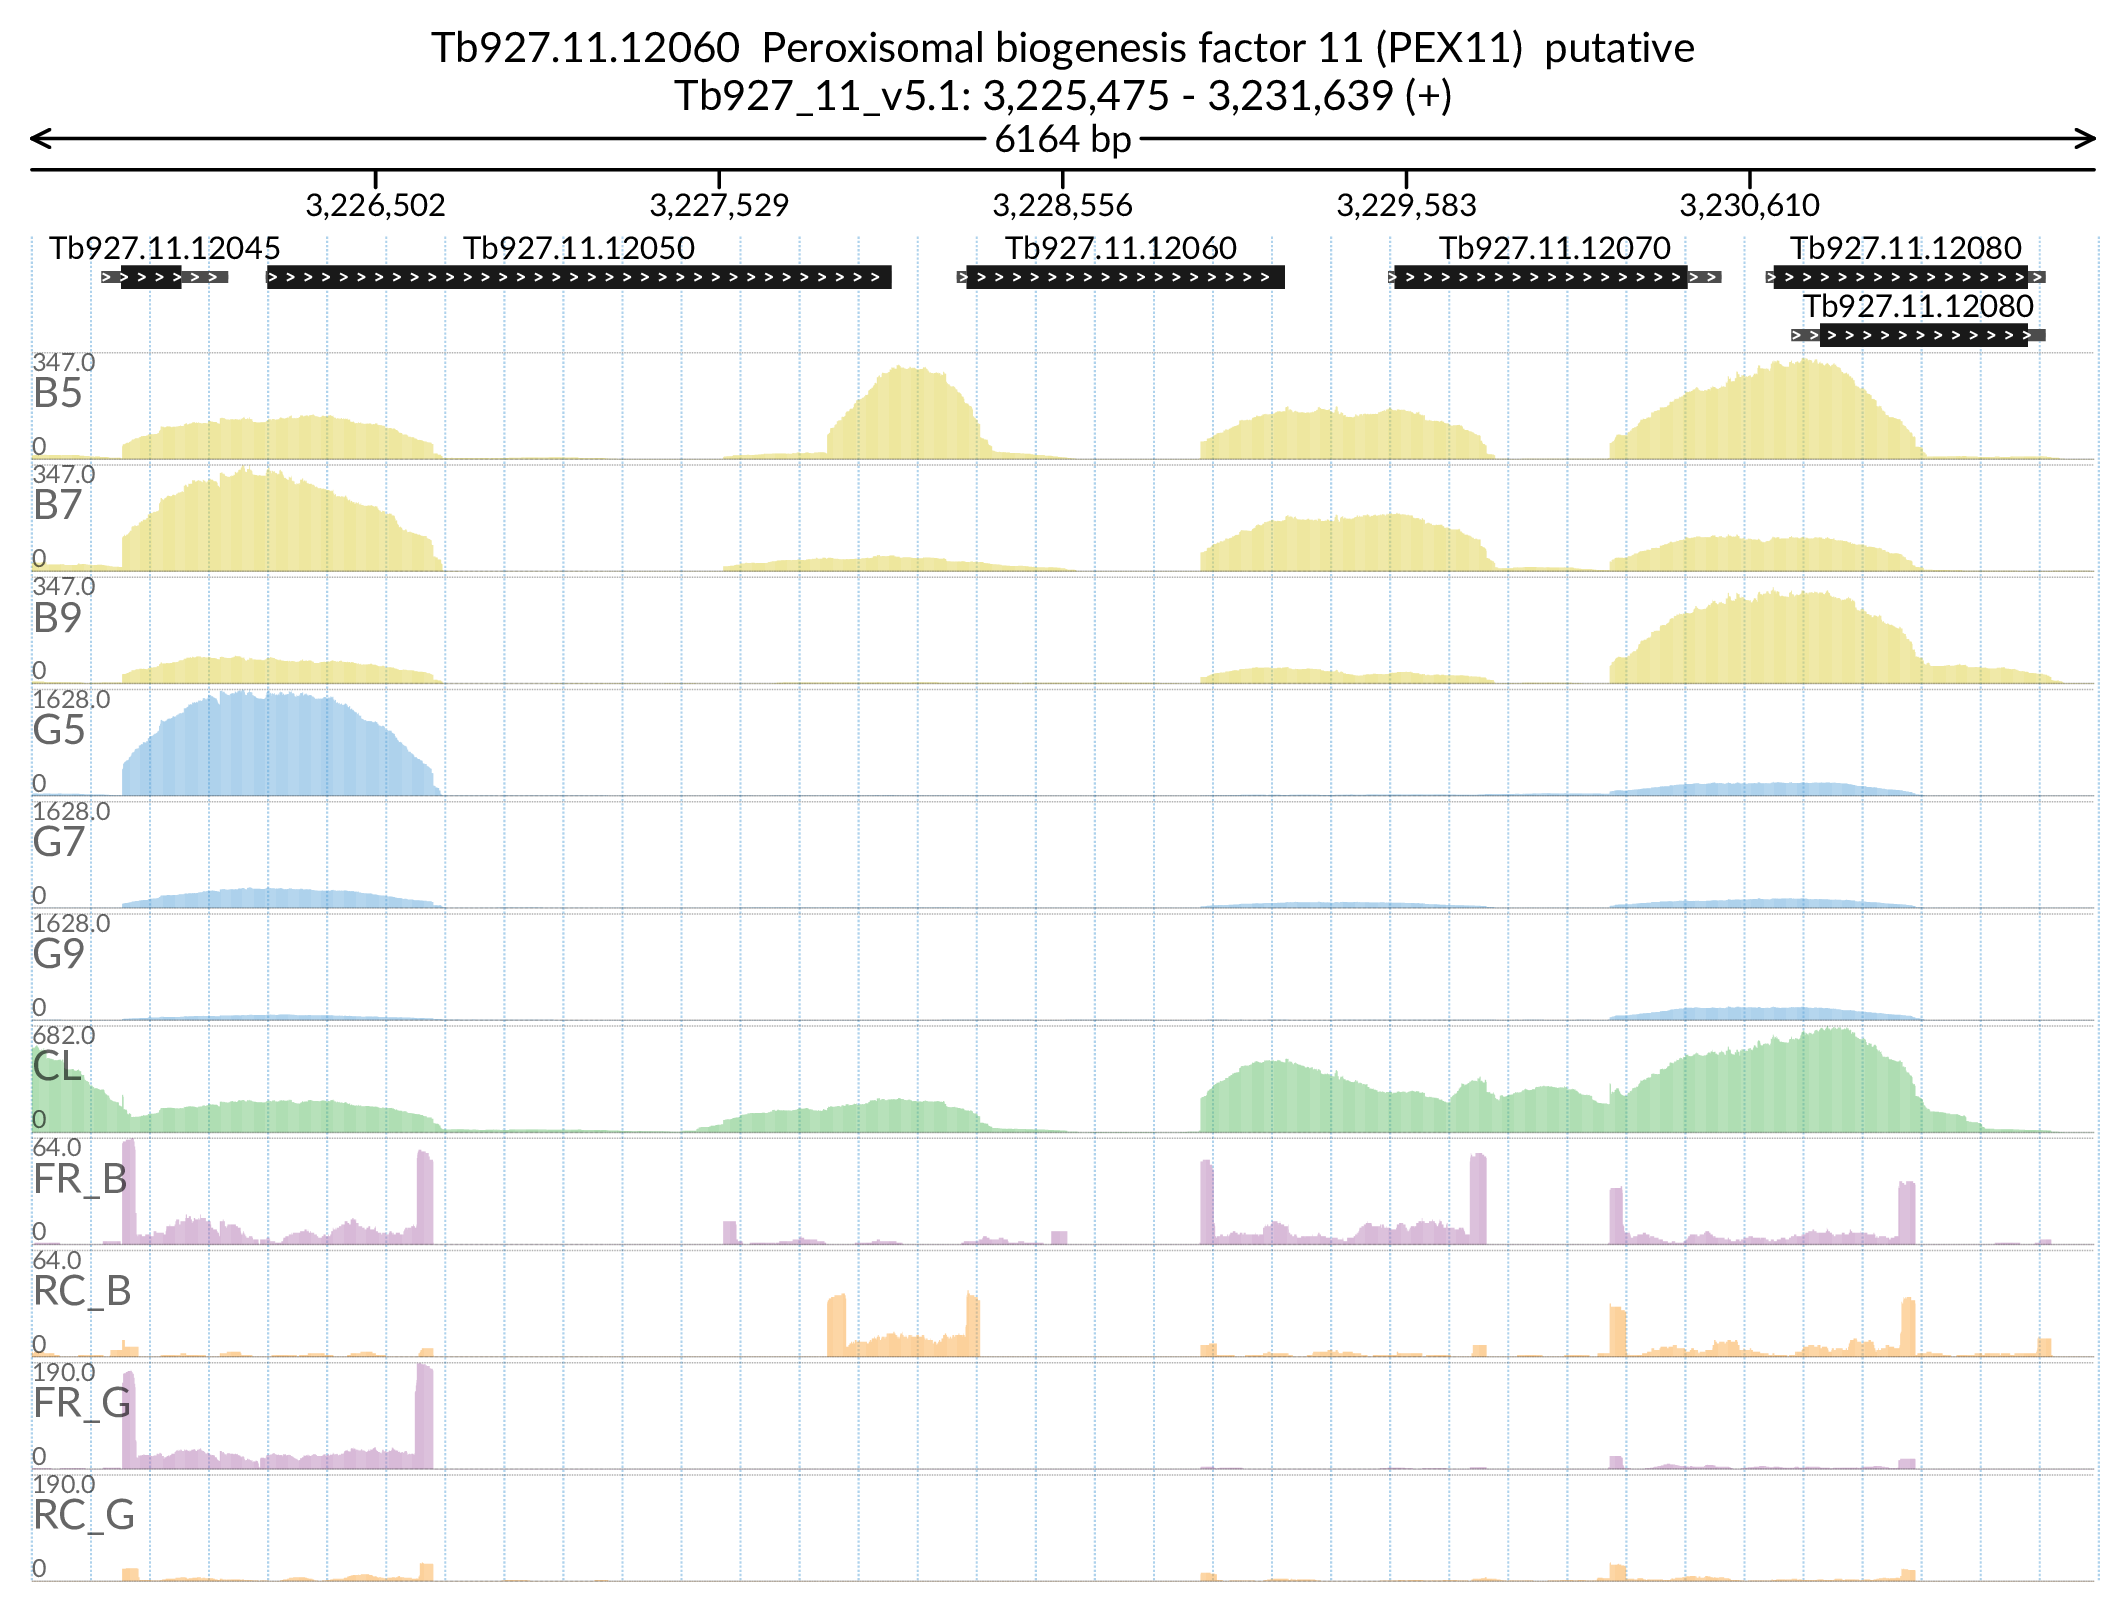 Tb927.11.12060  Peroxisomal biogenesis factor 11 (PEX11)  putative
Tb927_11_v5.1: 3,225,475 - 3,231,639 (+)
6164 bp
3,226,502 3,227,529 3,228,556 3,229,583 3,230,610
Tb927.11.12045 Tb927.11.12050 Tb927.11.12060 Tb927.11.12070 Tb927.11.12080
Tb927.11.12080
347.0
B5
0
347.0
B7
0
347.0
B9
0
1628.0
G5
0
1628.0
G7
0
1628.0
G9
0
682.0
CL
0
64.0
FR_B
0
64.0
RC_B
0
190.0
FR_G
0
190.0
RC_G
0